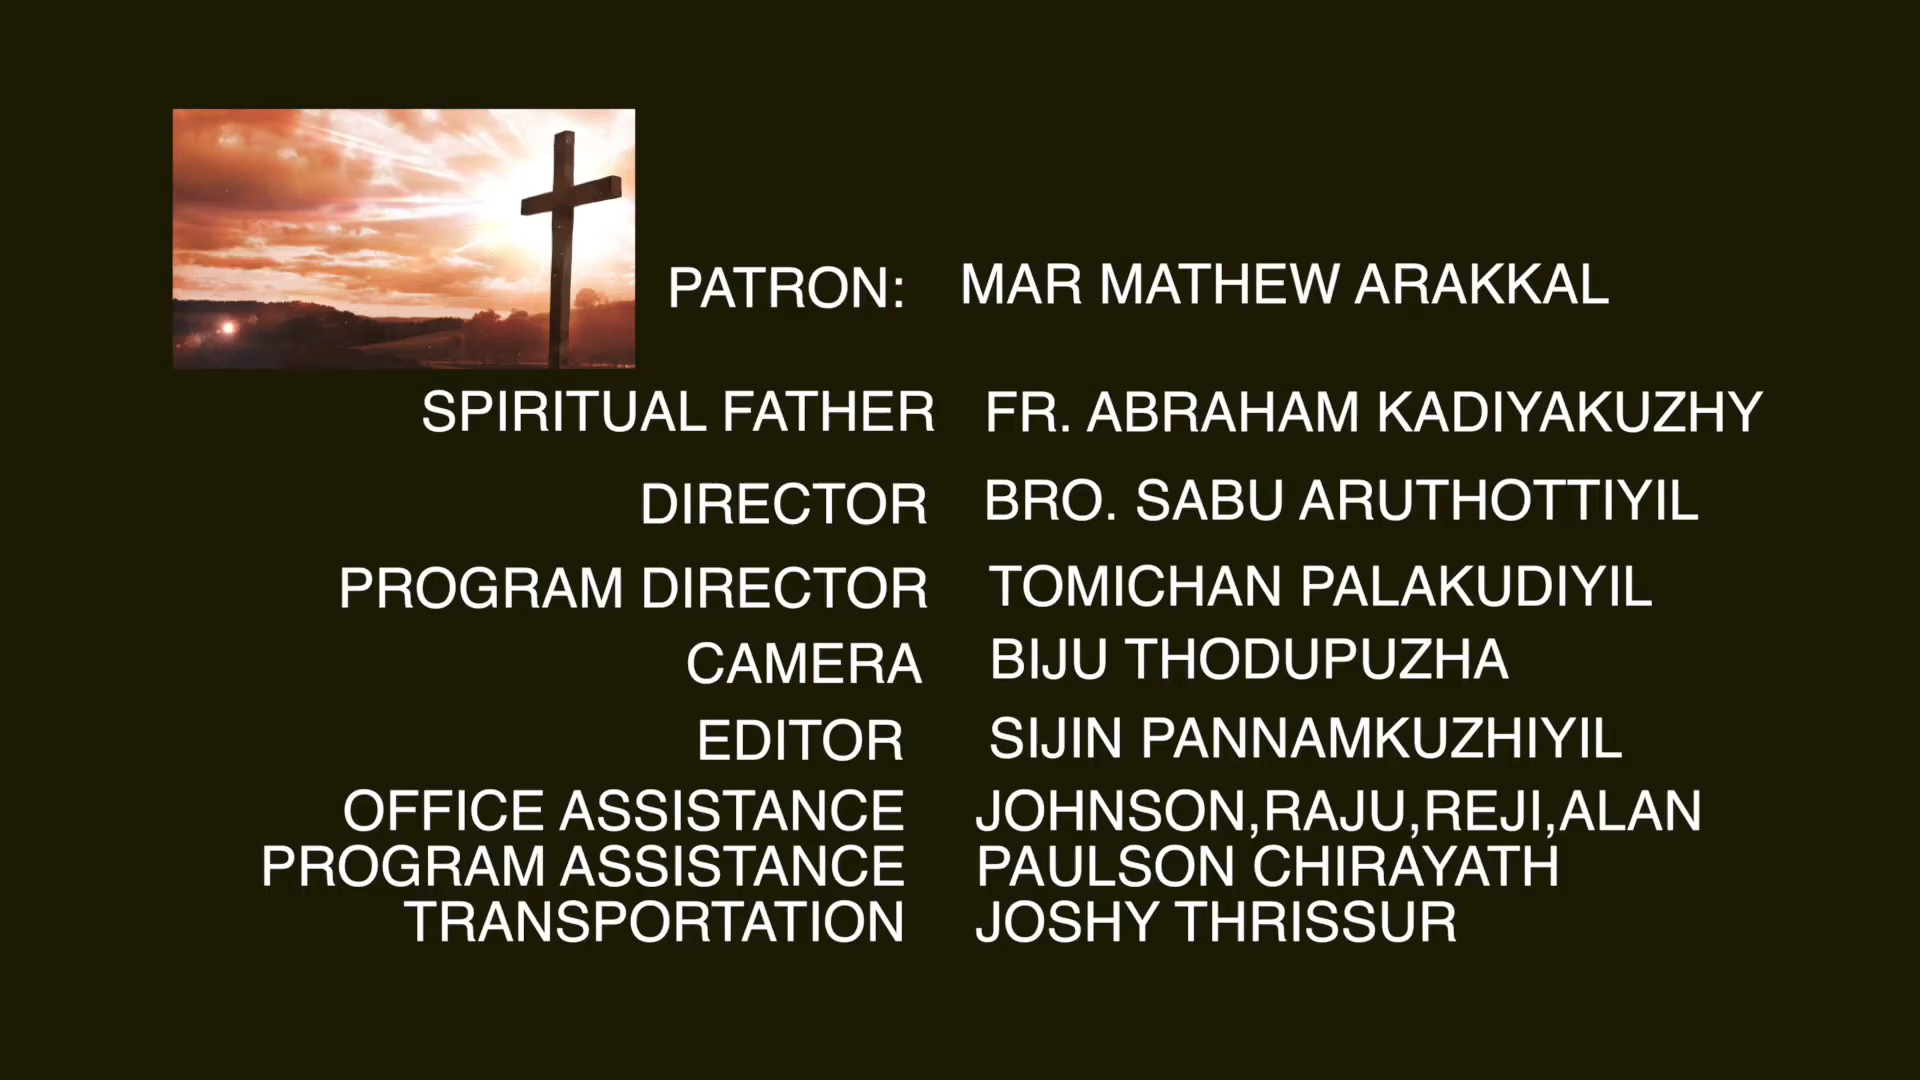 PATRON: MAR MATHEW ARAKKAL
SPIRITUAL FATHER FR. ABRAHAM KADIYAKUZHY
DIRECTOR BRO. SABU ARUTHOTTIYIL
PROGRAM DIRECTOR TOMICHAN PALAKUDIYIL
CAMERA BIJU THODUPUZHA
EDITOR SIJIN PANNAMKUZHIYIL
OFFICE ASSISTANCE JOHNSON,RAJU,REJI,ALAN
PROGRAM ASSISTANCE PAULSON CHIRAYATH
TRANSPORTATION JOSHY THRISSUR